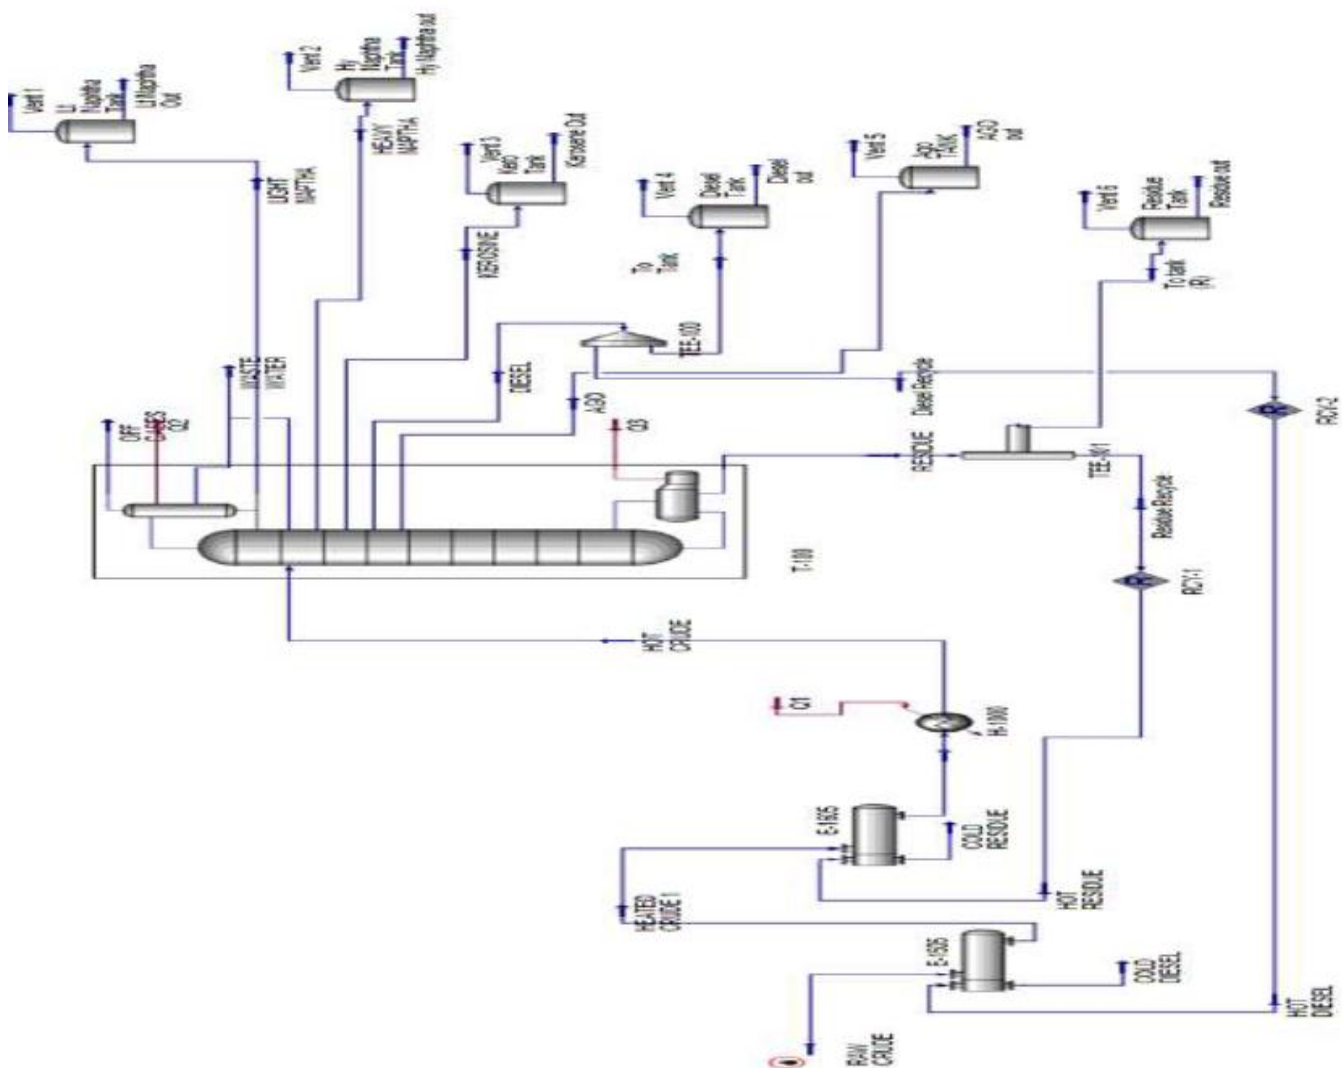 Vent 1
Lt
Naphtha
Tank
Lt Naphtha
Out
Vent 2
Hy
Naphtha
Tank
Hy Naphtha out
LIGHT
NAPTHA
HEAVY
NAPTHA
Vent 3
Kero
Tank
Kerosene Out
KEROSINE
Vent 4
Diesel
Tank
Diesel
out
To
Tank
Vent 5
Ago
TANK
AGO
out
Vent 6
Residue
Tank
Residue out
To tank
(R)
OFF
GASES
Q2
WASTE
WATER
DIESEL
TEE-100
AGO
Diesel Recycle
RCY-2
R
Q3
RESIDUE
TEE-101
Residue Recycle
RCY-1
R
T-100
HOT
CRUDE
Q1
H-1000
E-1605
COLD
RESIDUE
HOT
RESIDUE
HEATED
CRUDE 1
COLD
DIESEL
HOT
DIESEL
RAW
CRUDE